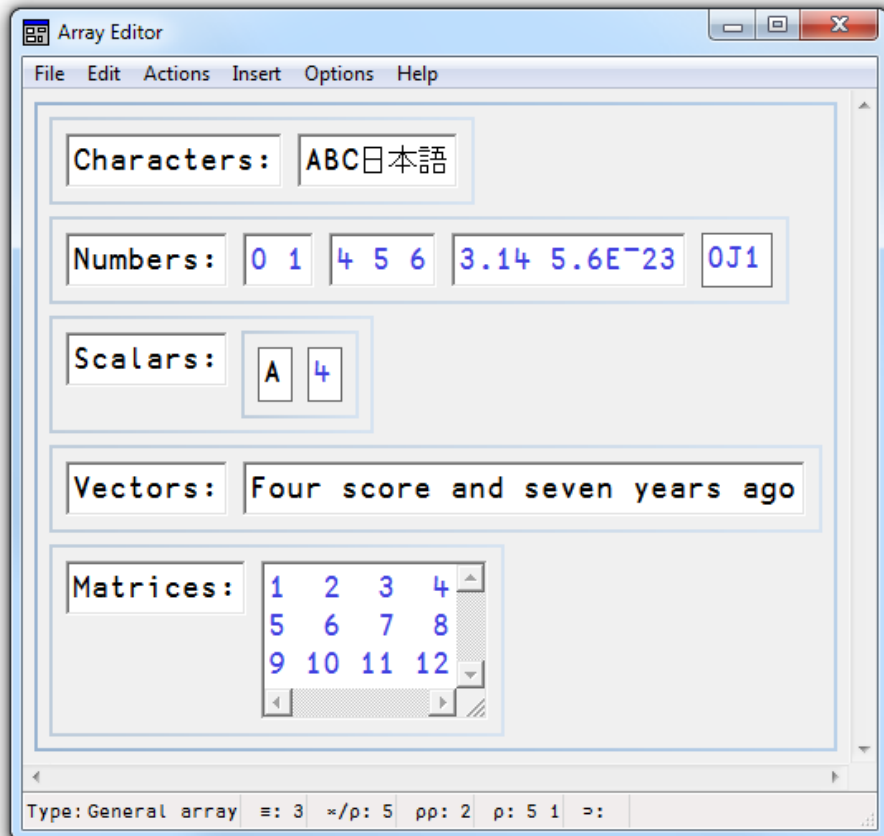 Array Editor
File Edit Actions Insert Options Help
Characters: ABC日本語
Numbers: 0 1 4 5 6 3.14 5.6E¯23 0J1
Scalars: A 4
Vectors: Four score and seven years ago
Matrices: 1 2 3 4
5 6 7 8
9 10 11 12
Type: General array ≡: 3 ×/⍴: 5 ⍴⍴: 2 ⍴: 5 1 ⊃: